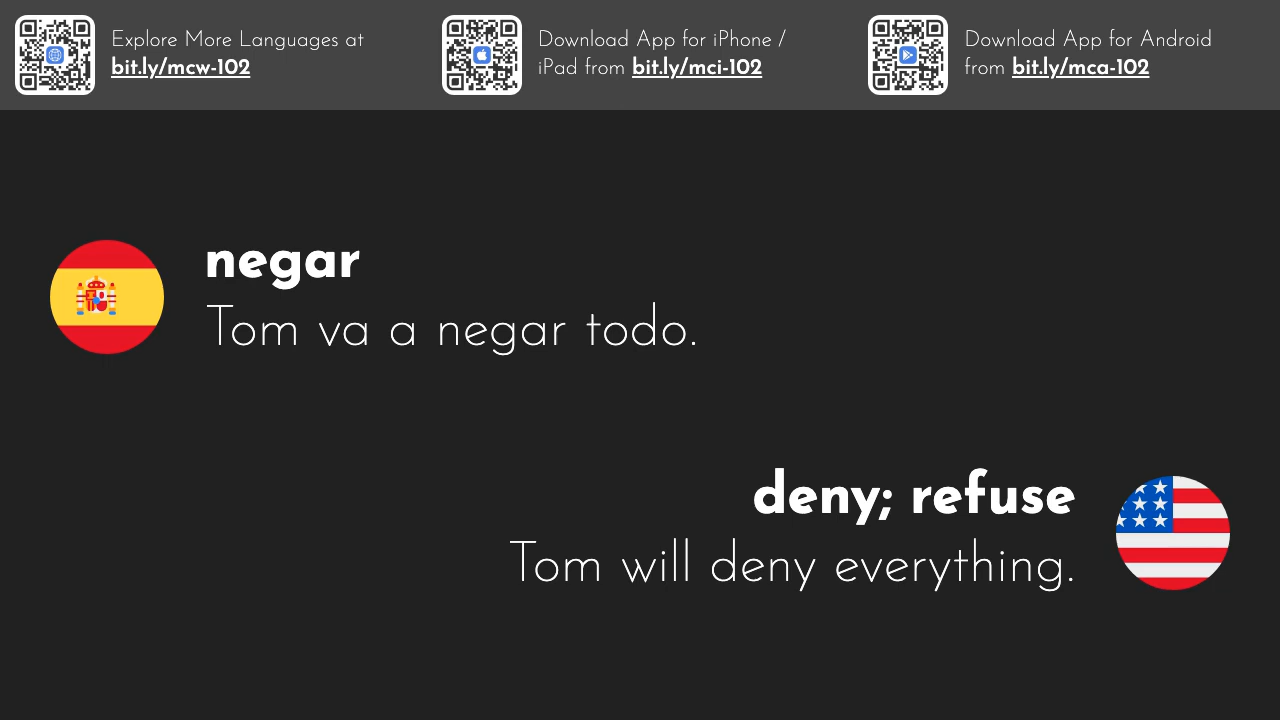 Explore More Languages at
bit.ly/mcw-102
Download App for iPhone /
iPad from bit.ly/mci-102
Download App for Android
from bit.ly/mca-102
negar
Tom va a negar todo.
deny; refuse
Tom will deny everything.